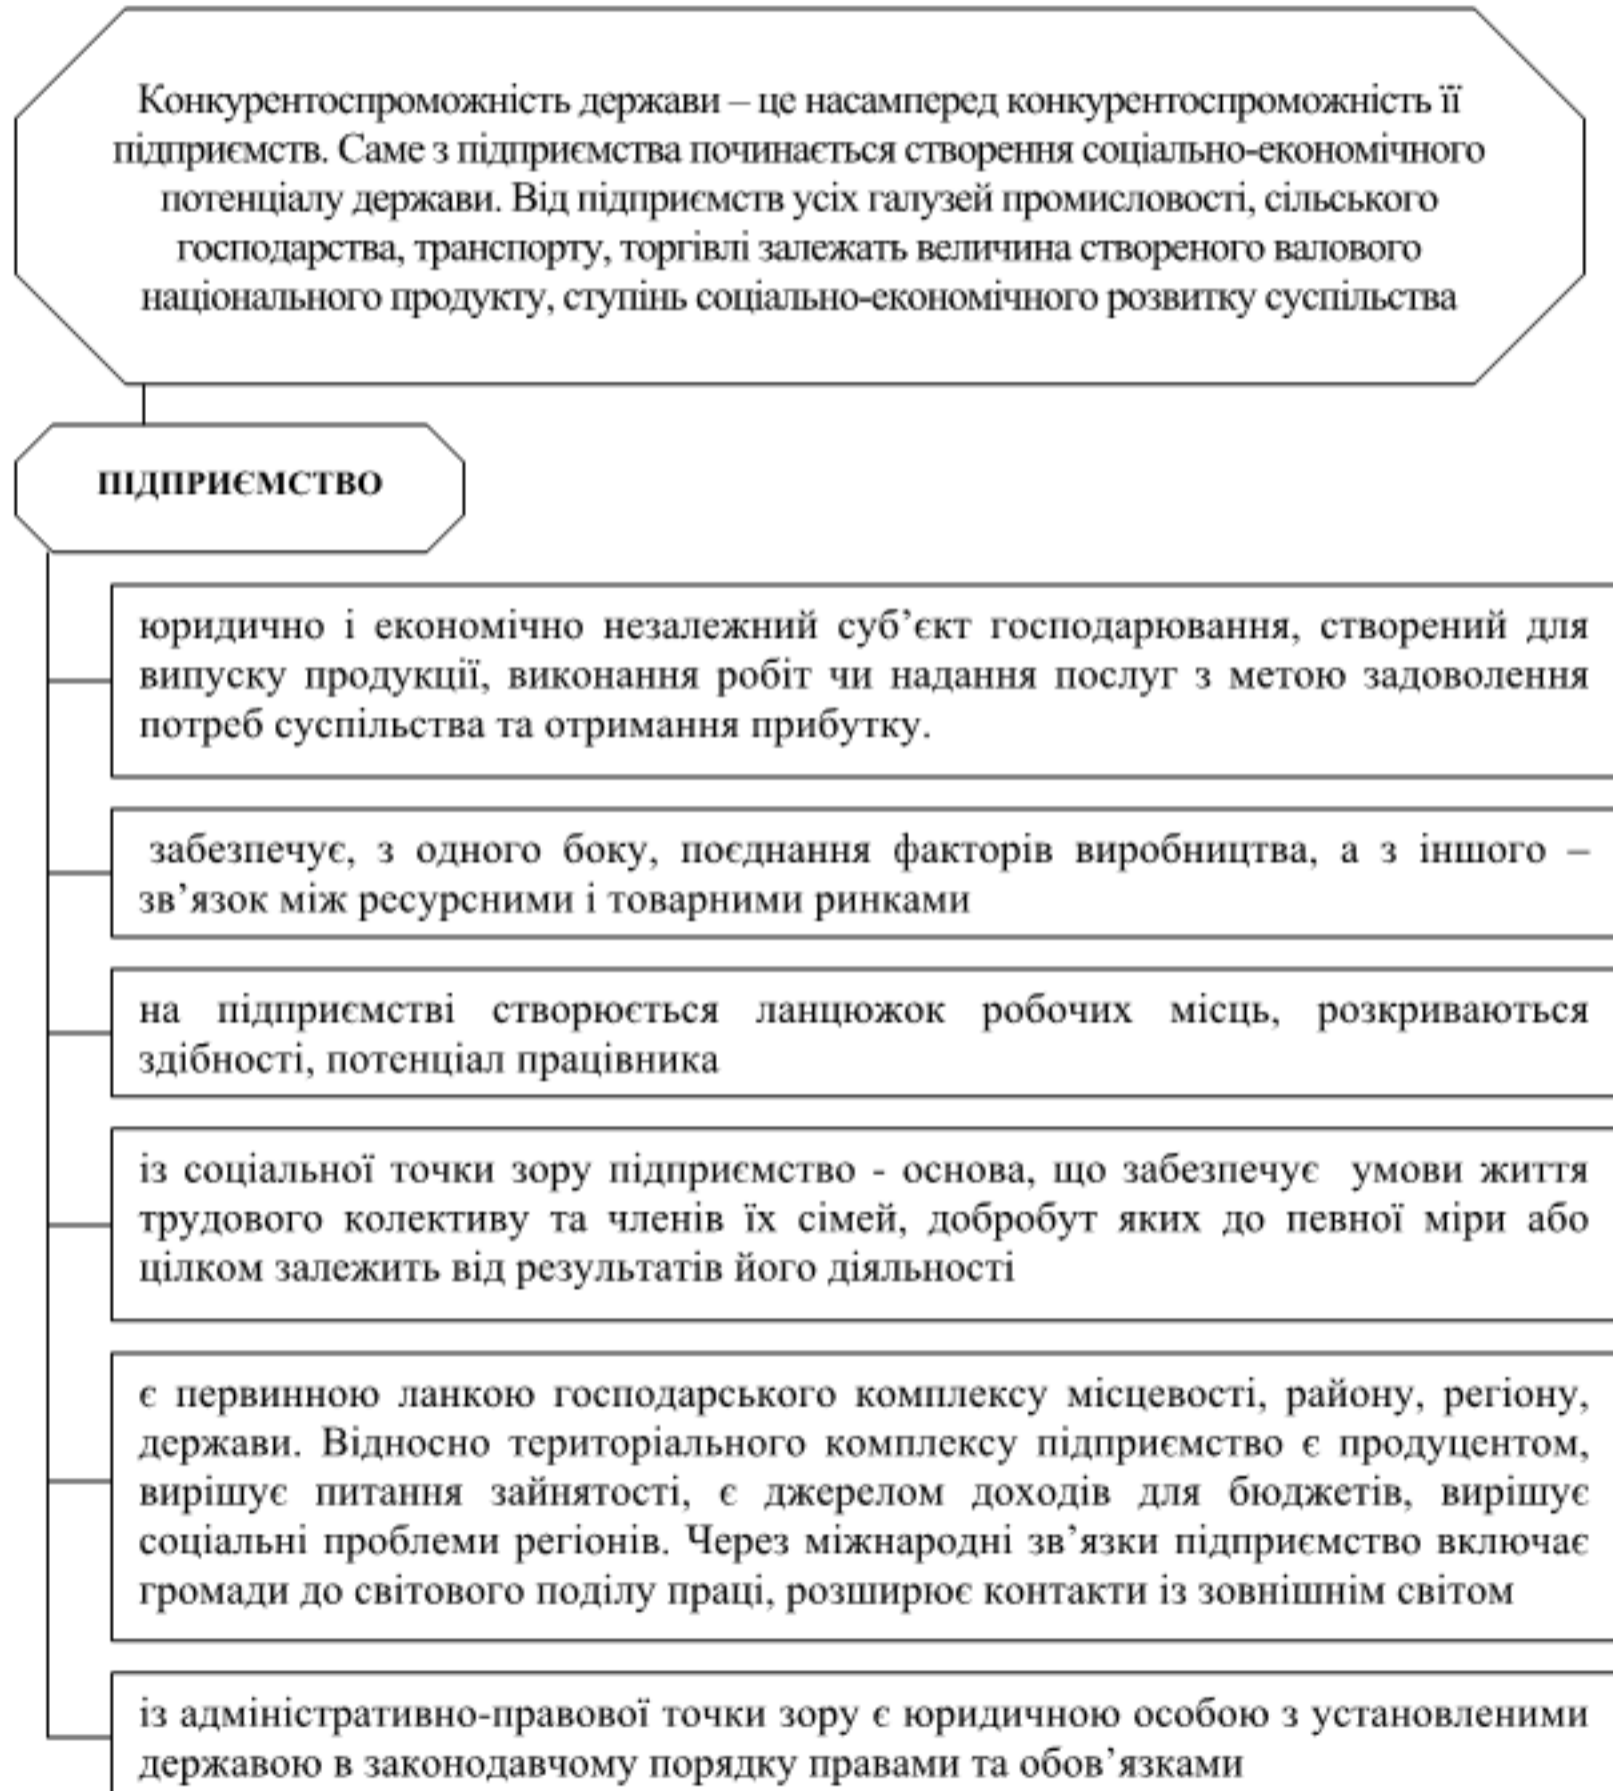 Конкурентоспроможність держави – це насамперед конкурентоспроможність її
підприємств. Саме з підприємства починається створення соціально-економічного
потенціалу держави. Від підприємств усіх галузей промисловості, сільського
господарства, транспорту, торгівлі залежать величина створеного валового
національного продукту, ступінь соціально-економічного розвитку суспільства
ПІДПРИЄМСТВО
юридично і економічно незалежний суб’єкт господарювання, створений для
випуску продукції, виконання робіт чи надання послуг з метою задоволення
потреб суспільства та отримання прибутку.
забезпечує, з одного боку, поєднання факторів виробництва, а з іншого –
зв’язок між ресурсними і товарними ринками
на підприємстві створюється ланцюжок робочих місць, розкриваються
здібності, потенціал працівника
із соціальної точки зору підприємство - основа, що забезпечує умови життя
трудового колективу та членів їх сімей, добробут яких до певної міри або
цілком залежить від результатів його діяльності
є первинною ланкою господарського комплексу місцевості, району, регіону,
держави. Відносно територіального комплексу підприємство є продуцентом,
вирішує питання зайнятості, є джерелом доходів для бюджетів, вирішує
соціальні проблеми регіонів. Через міжнародні зв’язки підприємство включає
громади до світового поділу праці, розширює контакти із зовнішнім світом
із адміністративно-правової точки зору є юридичною особою з установленими
державою в законодавчому порядку правами та обов’язками